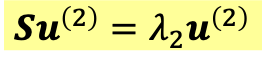 𝑺𝒖⁽²⁾ = 𝜆₂𝒖⁽²⁾